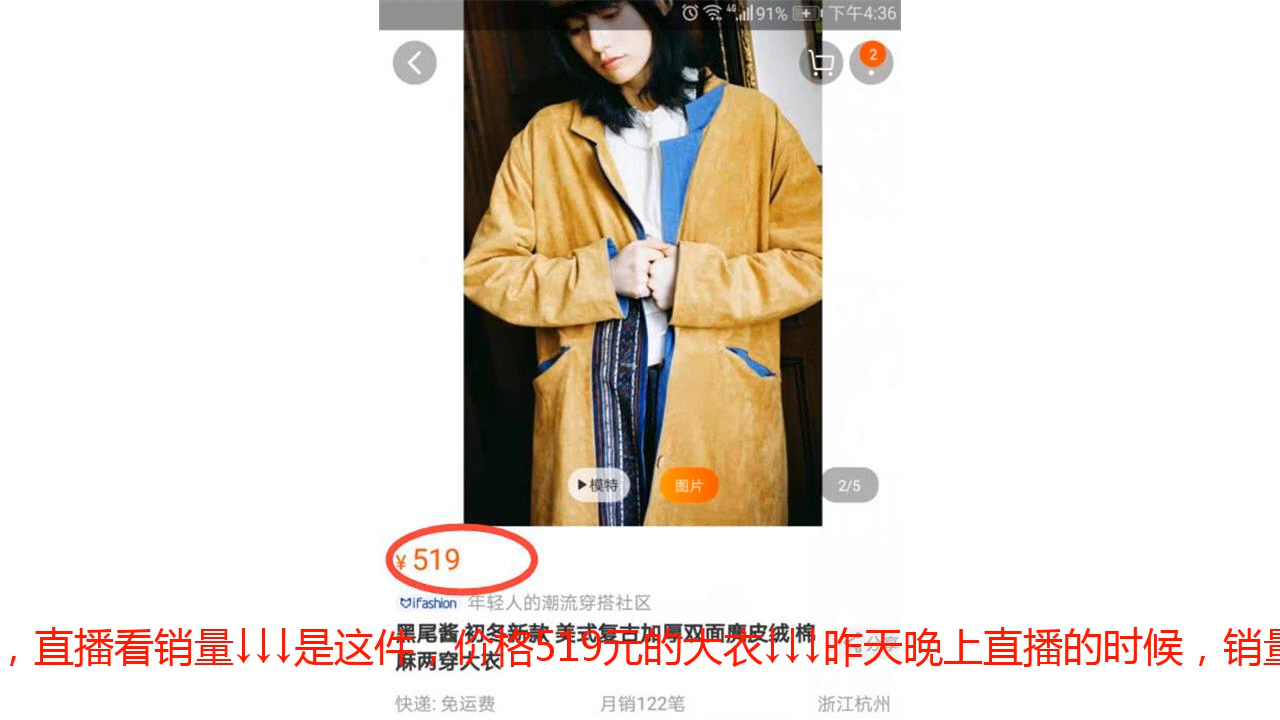 4G 91% 下午4:36
2
模特 图片 2/5
¥ 519
ifashion 年轻人的潮流穿搭社区
黑尾酱 初冬新款 美式复古加厚双面麂皮绒 棉
分享
，直播看销量↓↓↓是这件，价格519元的大衣↓↓↓昨天晚上直播的时候，销量
麻两穿大衣
快递: 免运费 月销122笔 浙江杭州